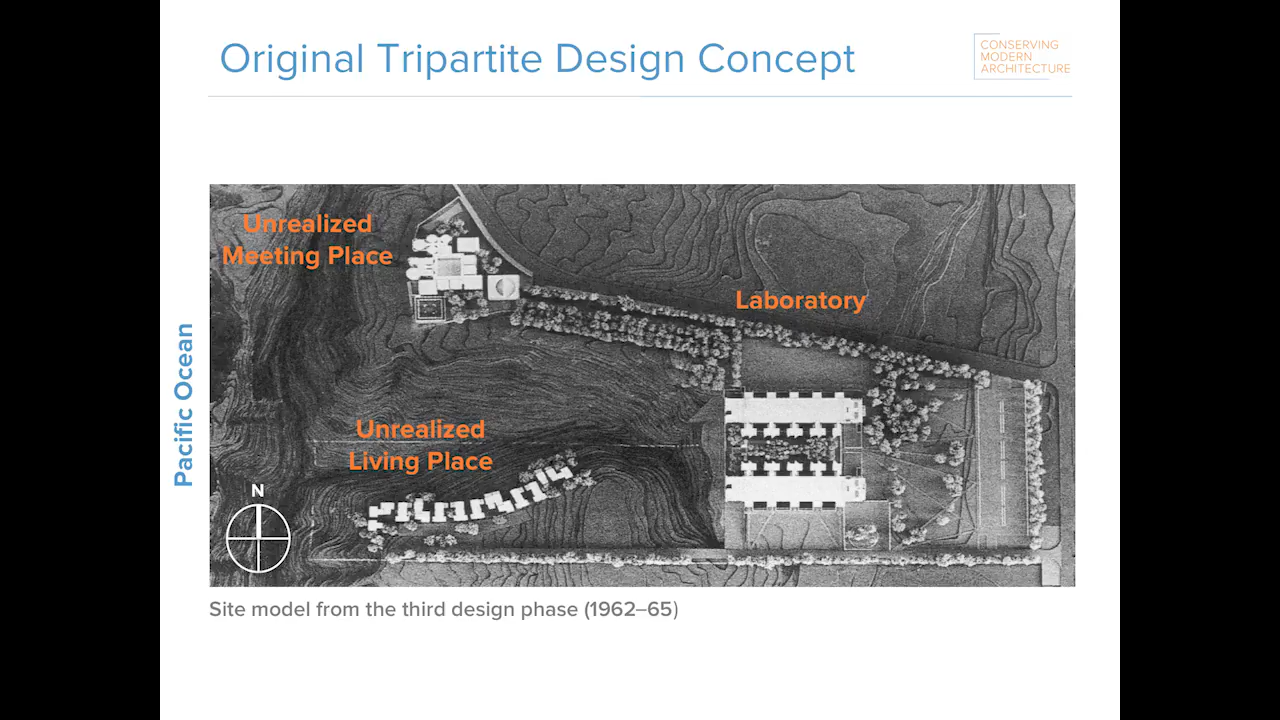 Original Tripartite Design Concept
CONSERVING
MODERN
ARCHITECTURE
Unrealized
Meeting Place
Laboratory
Pacific Ocean
Unrealized
Living Place
N
Site model from the third design phase (1962–65)